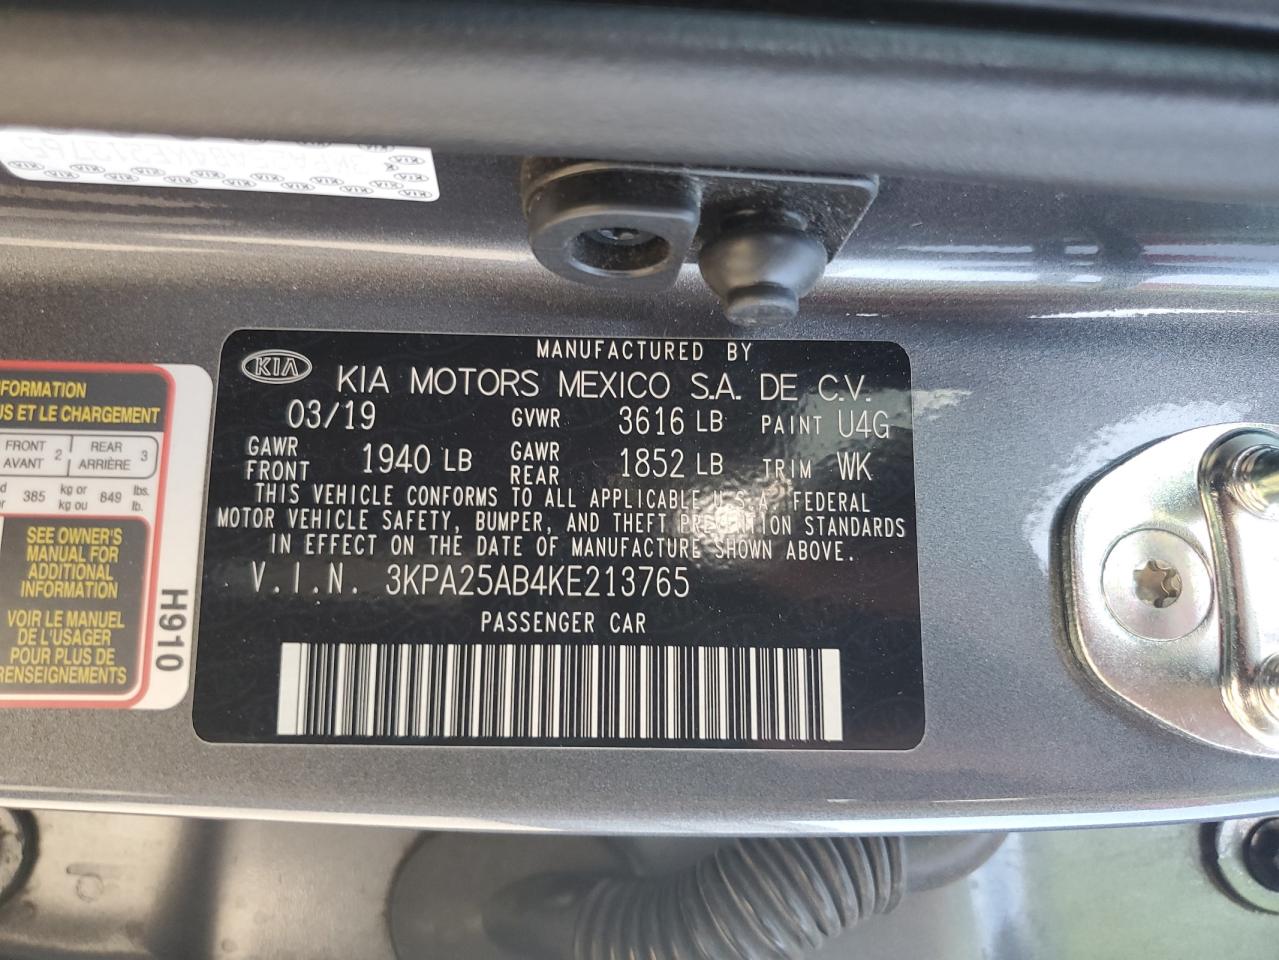 3KPA25AB4KE213765
KIA
MANUFACTURED BY
KIA MOTORS MEXICO S.A. DE C.V.
03/19 GVWR 3616 LB PAINT U4G
GAWR FRONT 1940 LB GAWR REAR 1852 LB TRIM WK
THIS VEHICLE CONFORMS TO ALL APPLICABLE U.S.A. FEDERAL
MOTOR VEHICLE SAFETY, BUMPER, AND THEFT PREVENTION STANDARDS
IN EFFECT ON THE DATE OF MANUFACTURE SHOWN ABOVE.
V.I.N. 3KPA25AB4KE213765
PASSENGER CAR
INFORMATION
US ET LE CHARGEMENT
FRONT AVANT 2 REAR ARRIÈRE 3
385 kg or kg ou 849 lbs. lb.
SEE OWNER'S
MANUAL FOR
ADDITIONAL
INFORMATION
VOIR LE MANUEL
DE L'USAGER
POUR PLUS DE
RENSEIGNEMENTS
H910